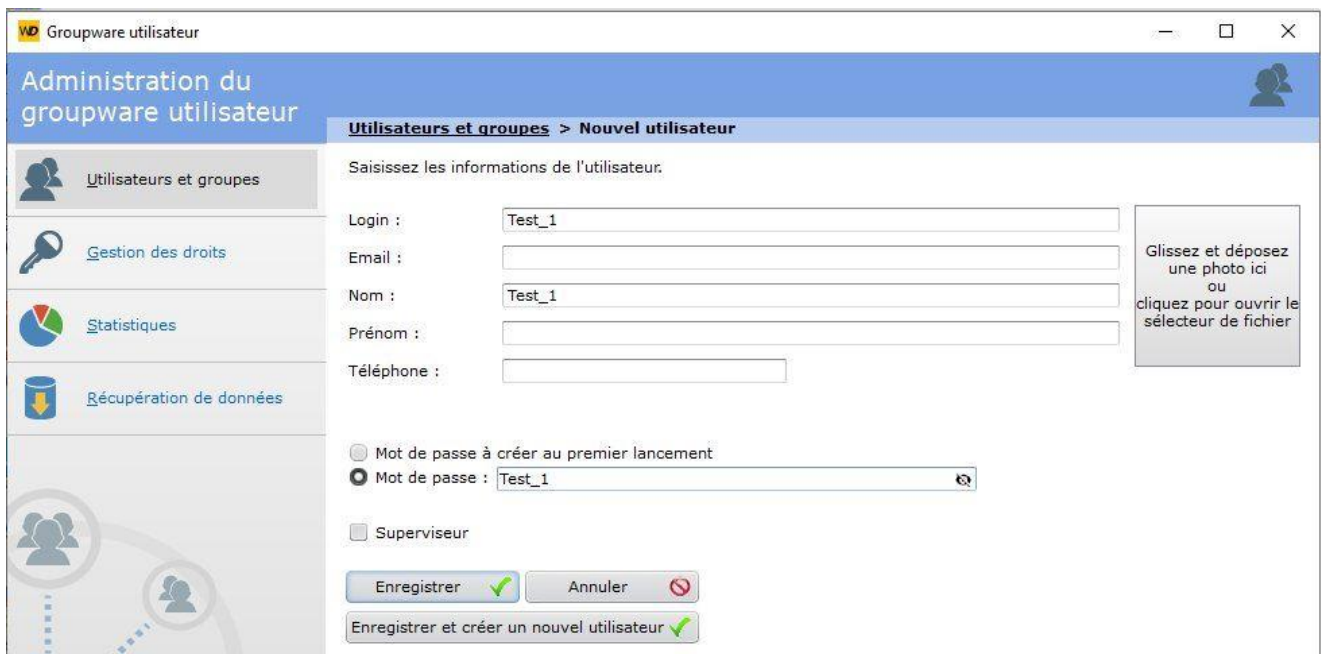 WD Groupware utilisateur
Administration du
groupware utilisateur
Utilisateurs et groupes > Nouvel utilisateur
Utilisateurs et groupes
Gestion des droits
Statistiques
Récupération de données
Saisissez les informations de l'utilisateur.
Login : Test_1
Email :
Nom : Test_1
Prénom :
Téléphone :
Glissez et déposez
une photo ici
ou
cliquez pour ouvrir le
sélecteur de fichier
Mot de passe à créer au premier lancement
Mot de passe : Test_1
Superviseur
Enregistrer Annuler
Enregistrer et créer un nouvel utilisateur